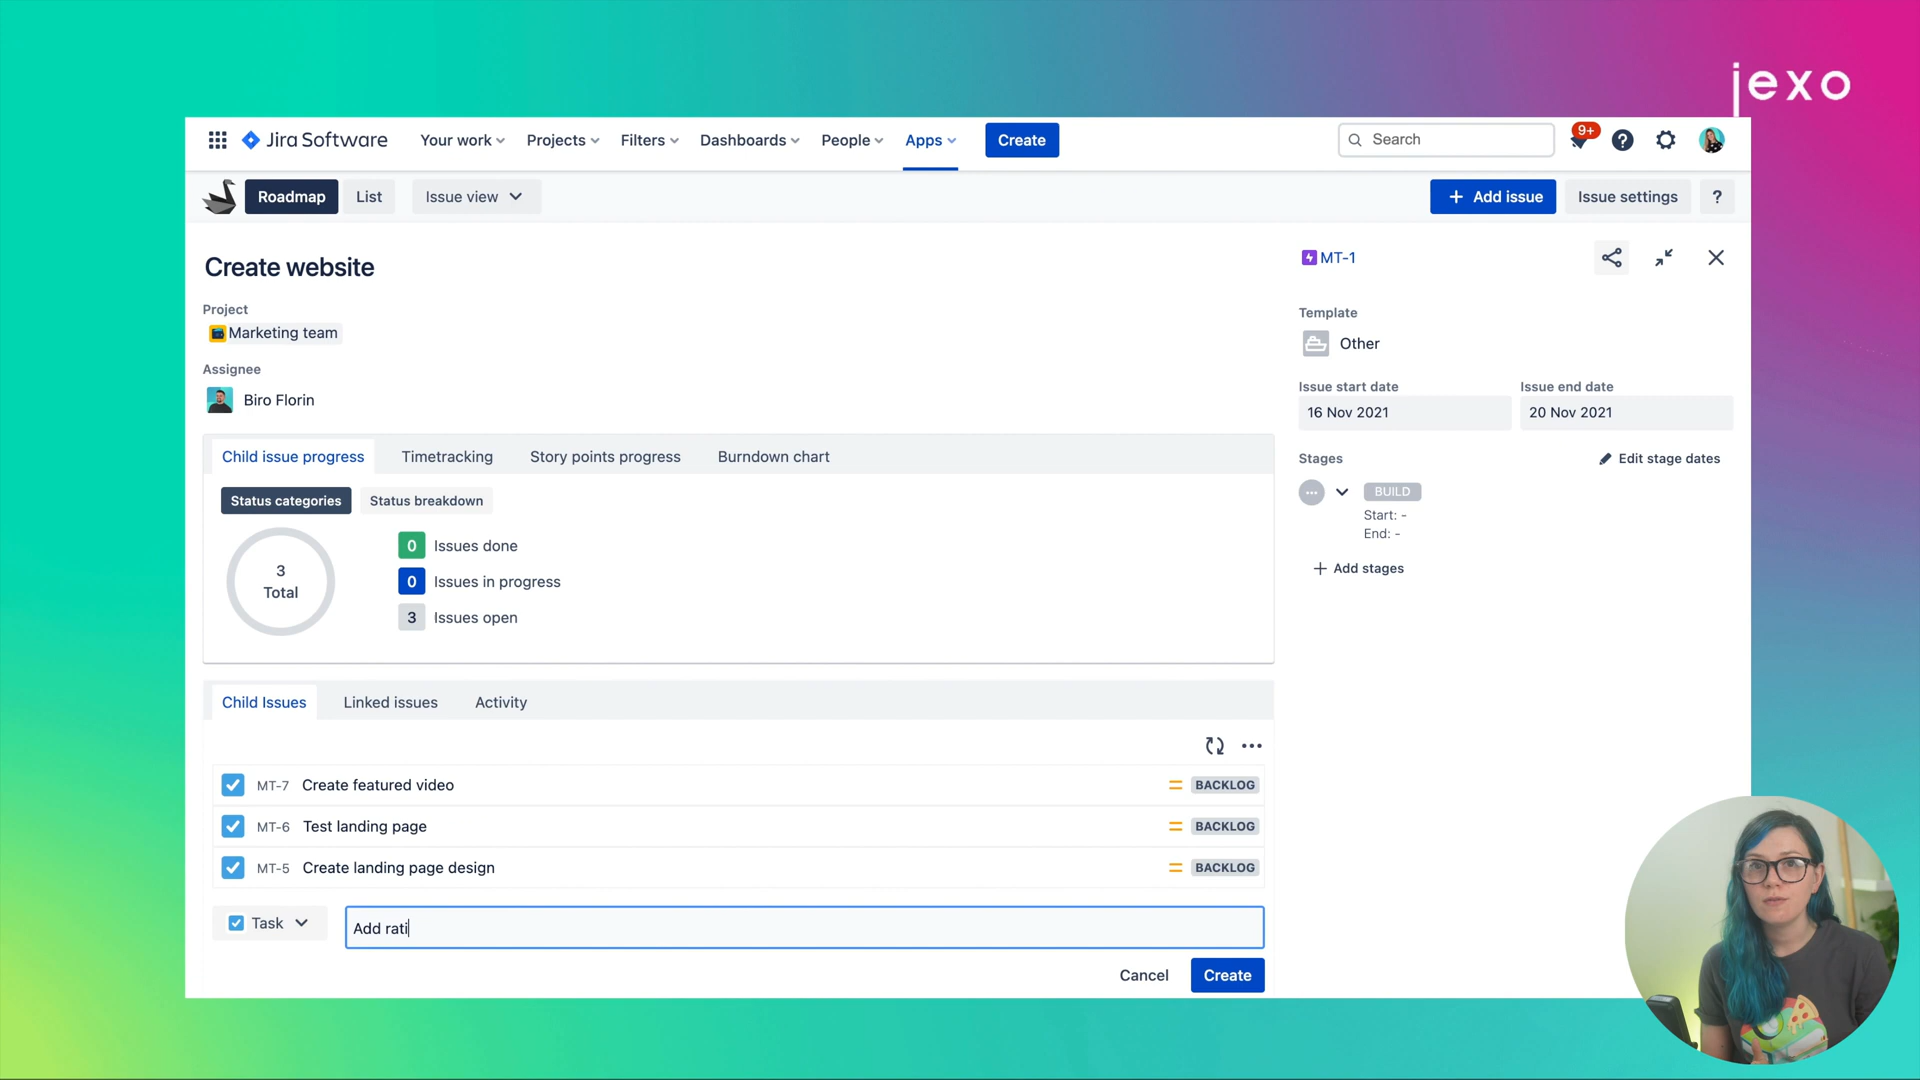 jexo
Jira Software Your work Projects Filters Dashboards People Apps Create Search 9+ ?
Roadmap List Issue view + Add issue Issue settings ?
Create website MT-1
Project
Marketing team
Assignee
Biro Florin
Template
Other
Issue start date Issue end date
16 Nov 2021 20 Nov 2021
Stages Edit stage dates
BUILD
Start: -
End: -
+ Add stages
Child issue progress Timetracking Story points progress Burndown chart
Status categories Status breakdown
3
Total
0 Issues done
0 Issues in progress
3 Issues open
Child Issues Linked issues Activity
MT-7 Create featured video BACKLOG
MT-6 Test landing page BACKLOG
MT-5 Create landing page design BACKLOG
Task Add rati
Cancel Create